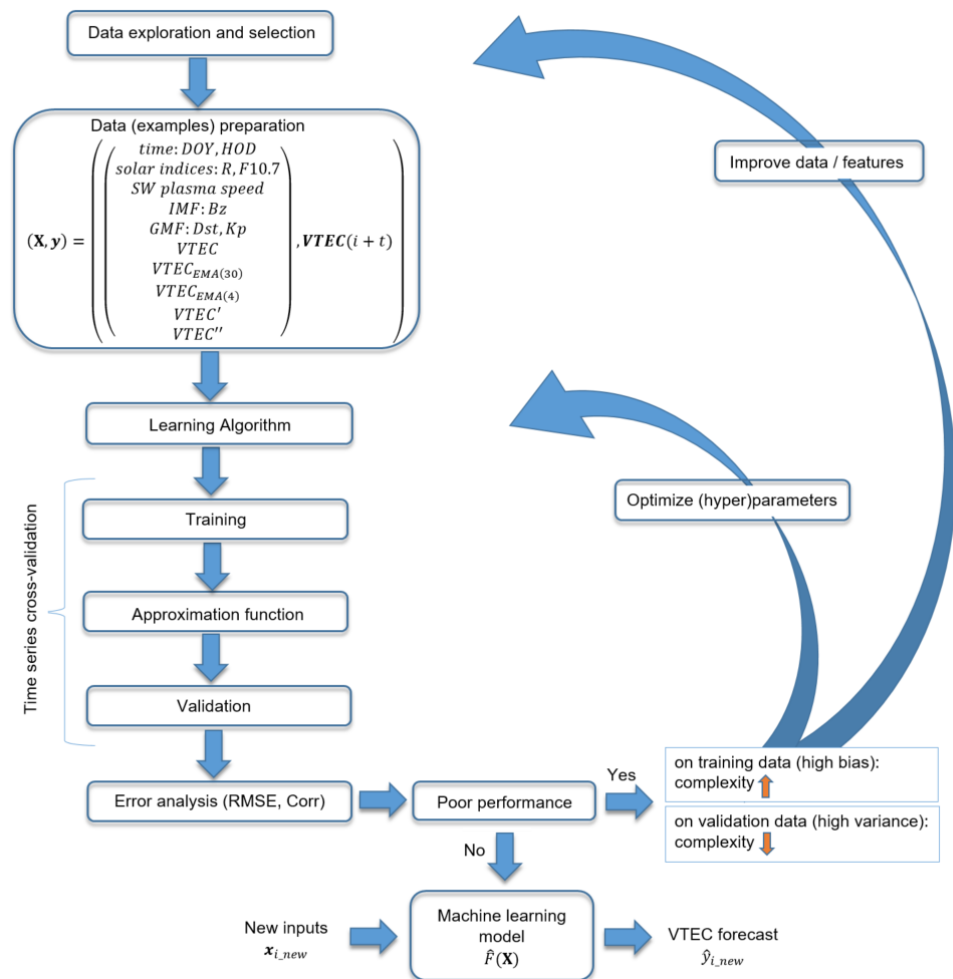 Data exploration and selection
Data (examples) preparation
time: DOY, HOD
solar indices: R, F10.7
SW plasma speed
IMF: Bz
GMF: Dst, Kp
(X, y) =
, VTEC(i + t)
VTEC
VTEC_EMA(30)
VTEC_EMA(4)
VTEC'
VTEC''
Improve data / features
Learning Algorithm
Optimize (hyper)parameters
Time series cross-validation
Training
Approximation function
Validation
Error analysis (RMSE, Corr)
Poor performance
Yes
on training data (high bias):
complexity
on validation data (high variance):
complexity
No
New inputs
x_i_new
Machine learning
model
F̂(X)
VTEC forecast
ŷ_i_new